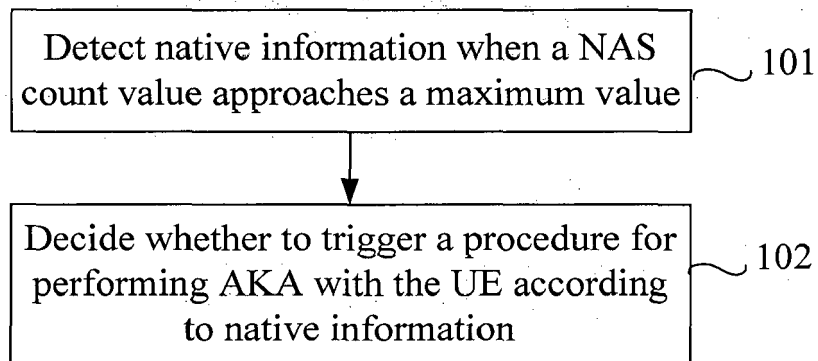 Detect native information when a NAS
count value approaches a maximum value
101
Decide whether to trigger a procedure for
performing AKA with the UE according
to native information
102